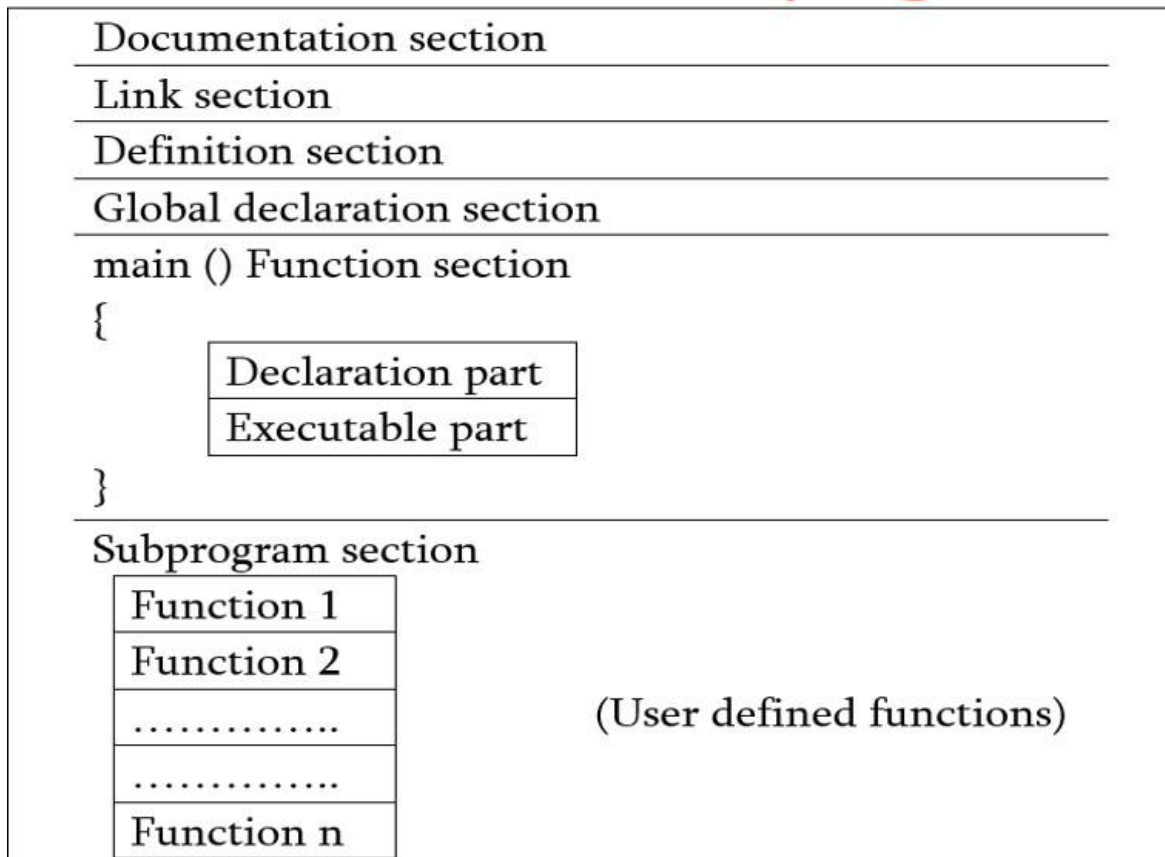 Documentation section
Link section
Definition section
Global declaration section
main () Function section
{
Declaration part
Executable part
}
Subprogram section
Function 1
Function 2
…………..
(User defined functions)
…………..
Function n